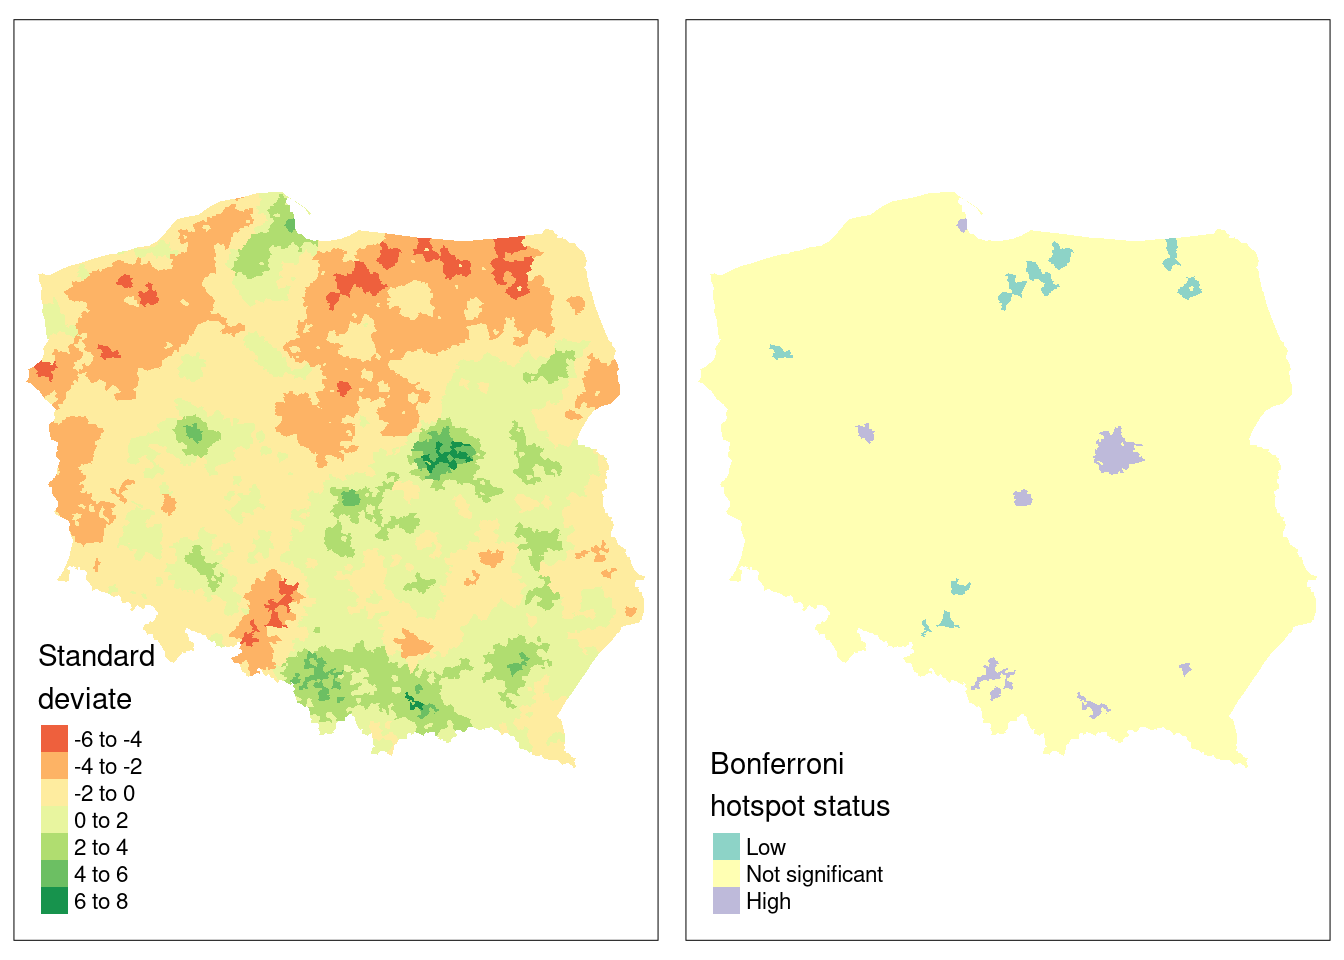 Standard
deviate
-6 to -4
-4 to -2
-2 to 0
0 to 2
2 to 4
4 to 6
6 to 8
Bonferroni
hotspot status
Low
Not significant
High